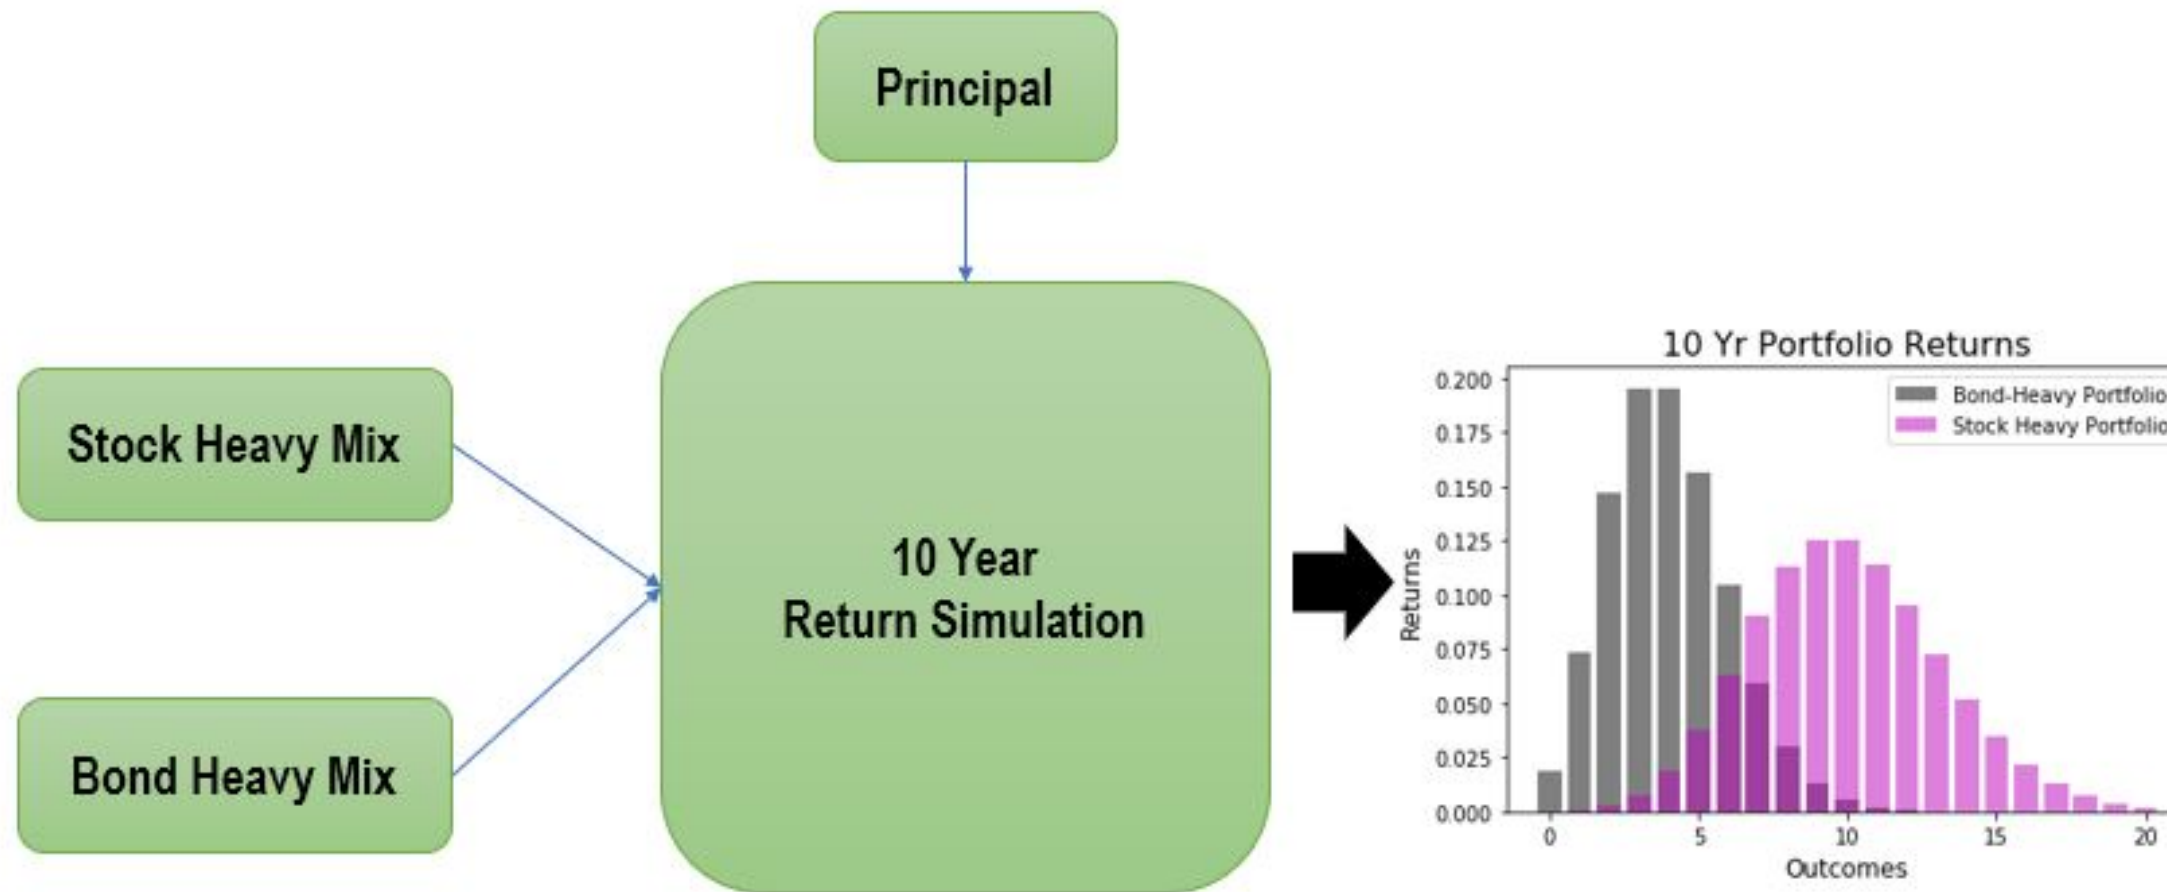 Principal
Stock Heavy Mix
Bond Heavy Mix
10 Year
Return Simulation
10 Yr Portfolio Returns
Bond-Heavy Portfolio
Stock Heavy Portfolio
Returns
0.200
0.175
0.150
0.125
0.100
0.075
0.050
0.025
0.000
0 5 10 15 20
Outcomes